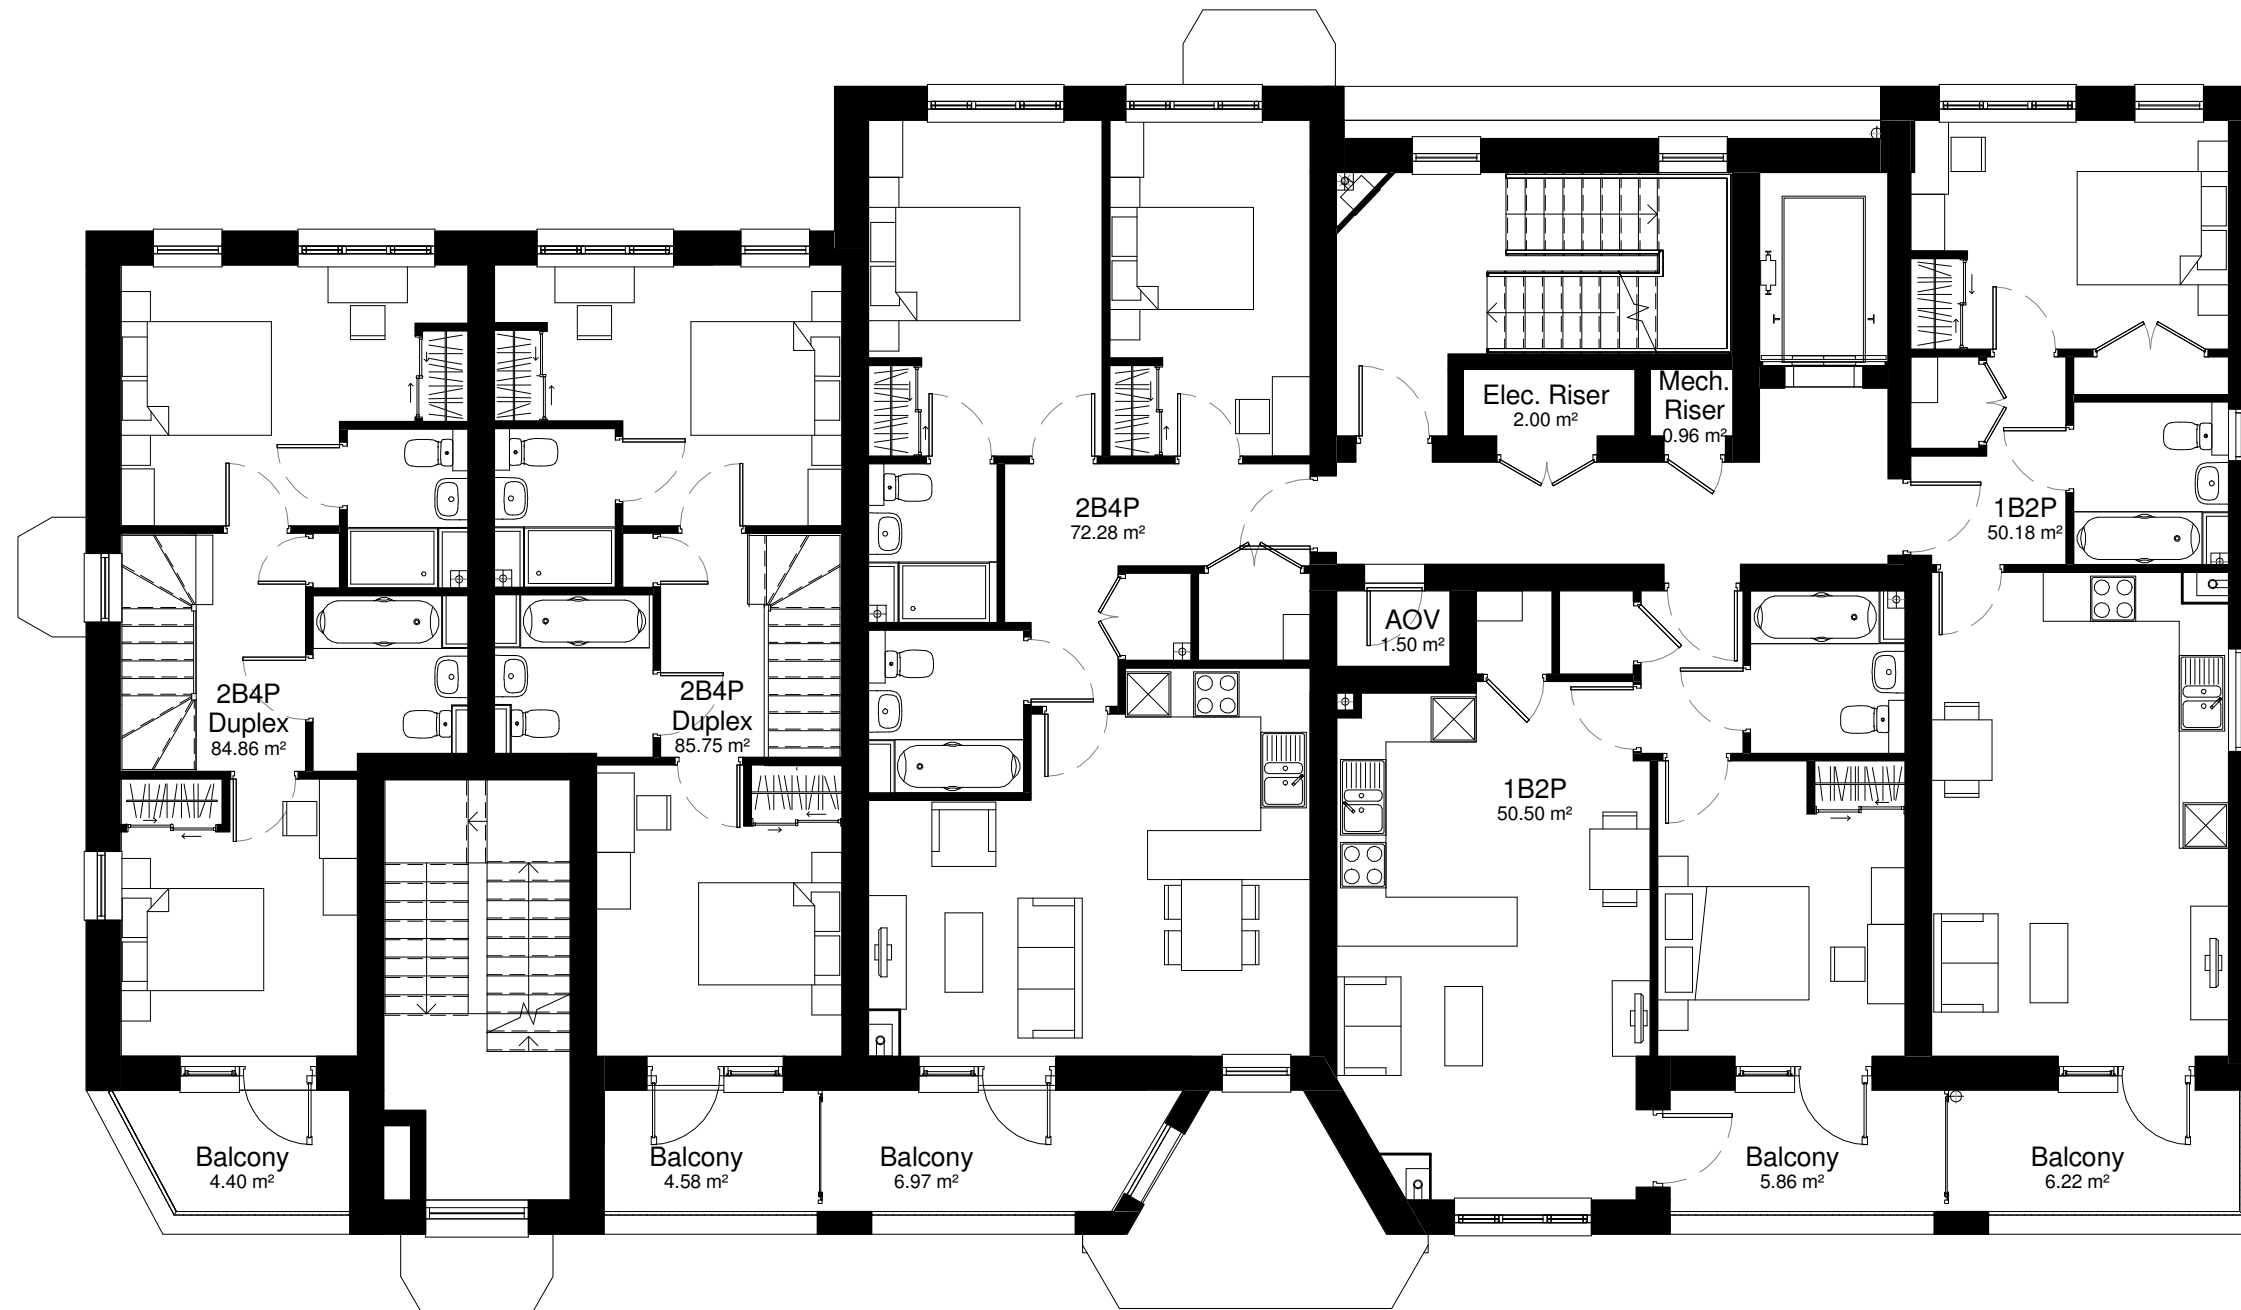 Elec. Riser
2.00 m²
Mech.
Riser
0.96 m²
2B4P
72.28 m²
1B2P
50.18 m²
AOV
1.50 m²
2B4P
Duplex
84.86 m²
2B4P
Duplex
85.75 m²
1B2P
50.50 m²
Balcony
4.40 m²
Balcony
4.58 m²
Balcony
6.97 m²
Balcony
5.86 m²
Balcony
6.22 m²